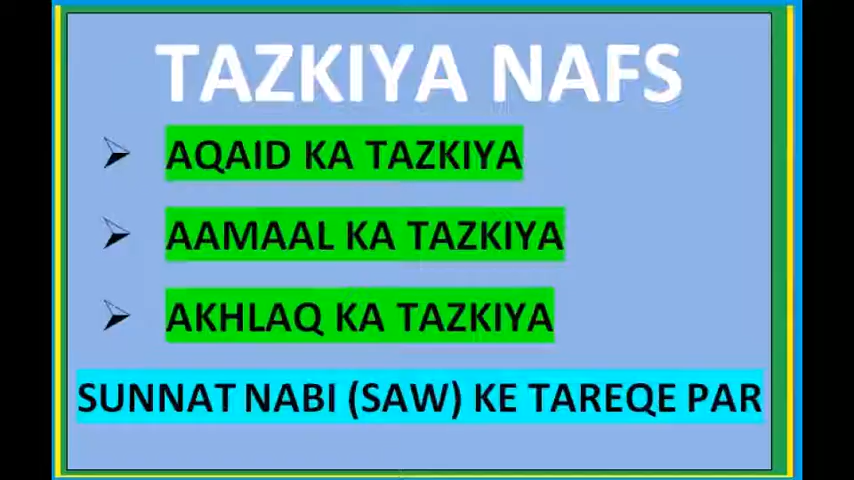 TAZKIYA NAFS
AQAID KA TAZKIYA
AAMAAL KA TAZKIYA
AKHLAQ KA TAZKIYA
SUNNAT NABI (SAW) KE TAREQE PAR